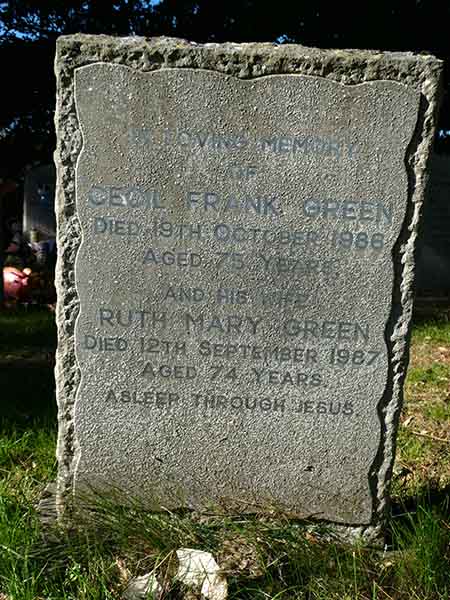 IN LOVING MEMORY
OF
CECIL FRANK GREEN
DIED 19TH OCTOBER 1986
AGED 75 YEARS.
AND HIS WIFE
RUTH MARY GREEN
DIED 12TH SEPTEMBER 1987
AGED 74 YEARS.
ASLEEP THROUGH JESUS.